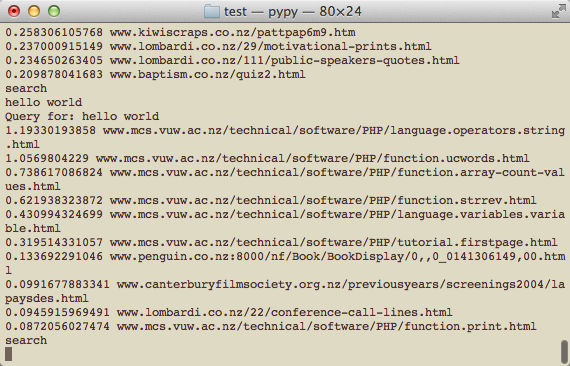 test — pypy — 80×24
0.258306105768 www.kiwiscraps.co.nz/pattpap6m9.htm
0.237000915149 www.lombardi.co.nz/29/motivational-prints.html
0.234650263405 www.lombardi.co.nz/111/public-speakers-quotes.html
0.209878041683 www.baptism.co.nz/quiz2.html
search
hello world
Query for: hello world
1.19330193858 www.mcs.vuw.ac.nz/technical/software/PHP/language.operators.string
.html
1.0569804229 www.mcs.vuw.ac.nz/technical/software/PHP/function.ucwords.html
0.738617086824 www.mcs.vuw.ac.nz/technical/software/PHP/function.array-count-val
ues.html
0.621938323872 www.mcs.vuw.ac.nz/technical/software/PHP/function.strrev.html
0.430994324699 www.mcs.vuw.ac.nz/technical/software/PHP/language.variables.varia
ble.html
0.319514331057 www.mcs.vuw.ac.nz/technical/software/PHP/tutorial.firstpage.html
0.133692291046 www.penguin.co.nz:8000/nf/Book/BookDisplay/0,,0_0141306149,00.htm
l
0.0991677883341 www.canterburyfilmsociety.org.nz/previousyears/screenings2004/la
paysdes.html
0.0945915969491 www.lombardi.co.nz/22/conference-call-lines.html
0.0872056027474 www.mcs.vuw.ac.nz/technical/software/PHP/function.print.html
search